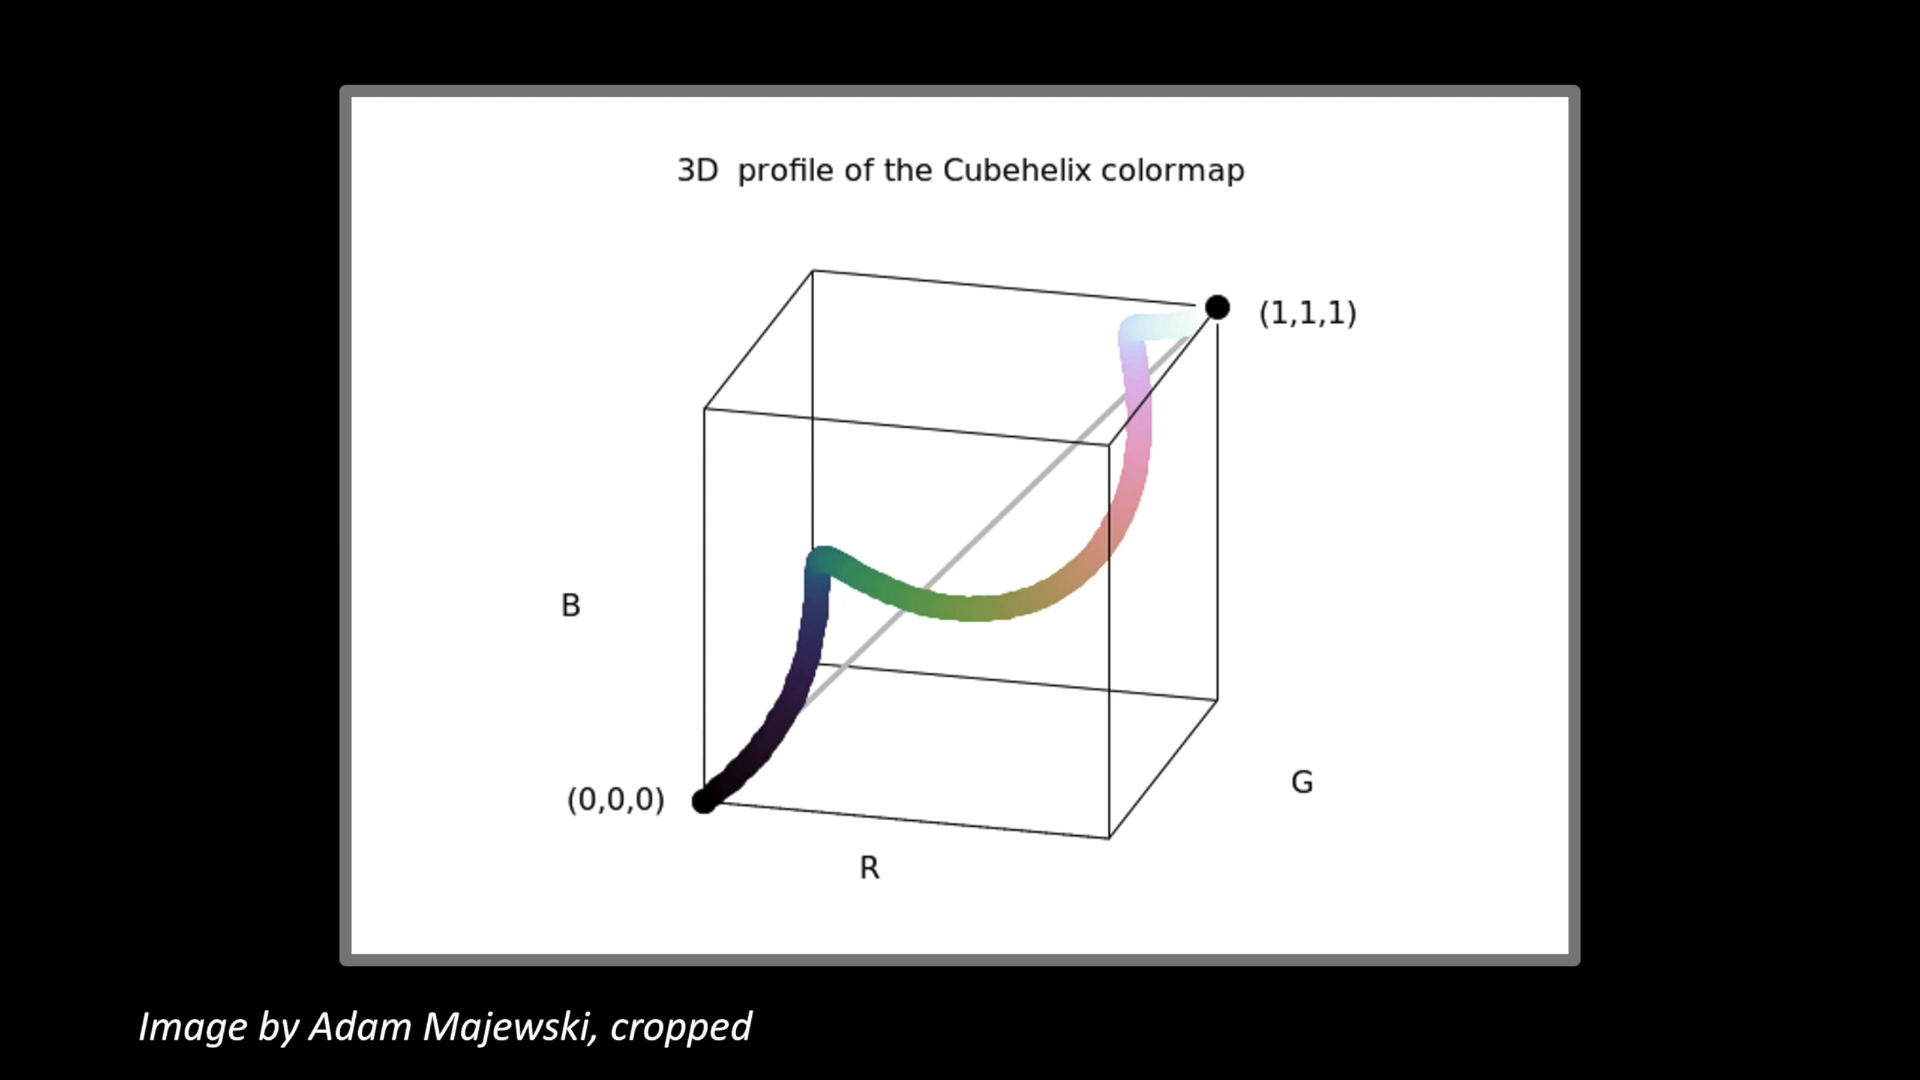 3D profile of the Cubehelix colormap
(1,1,1)
B
G
(0,0,0)
R
Image by Adam Majewski, cropped